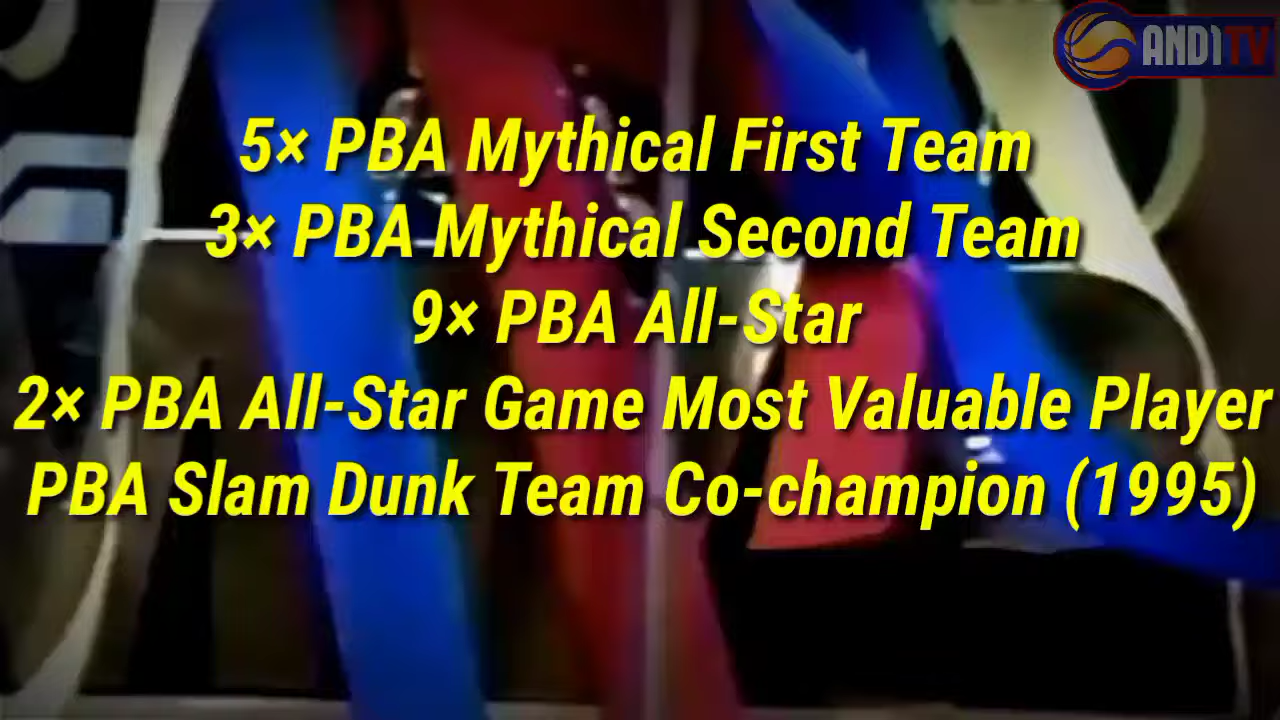 AND1TV
5× PBA Mythical First Team
3× PBA Mythical Second Team
9× PBA All-Star
2× PBA All-Star Game Most Valuable Player
PBA Slam Dunk Team Co-champion (1995)